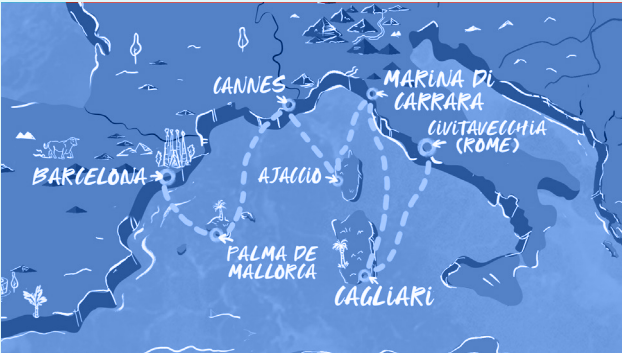 CANNES
MARINA DI
CARRARA
CIVITAVECCHIA
(ROME)
BARCELONA
AJACCIO
PALMA DE
MALLORCA
CAGLIARI